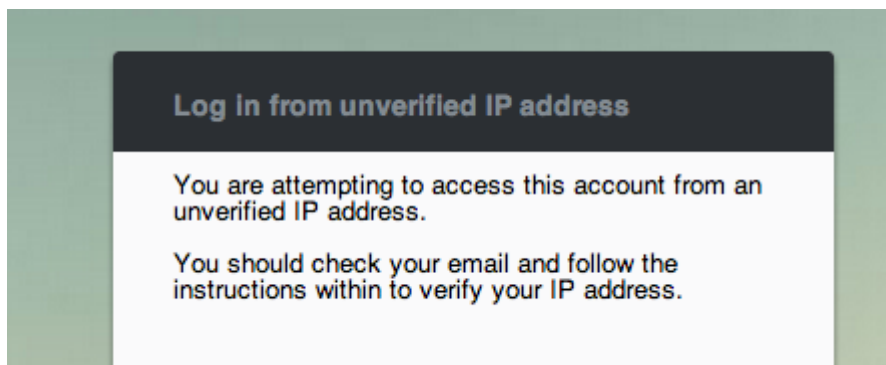 Log in from unverified IP address
You are attempting to access this account from an
unverified IP address.
You should check your email and follow the
instructions within to verify your IP address.